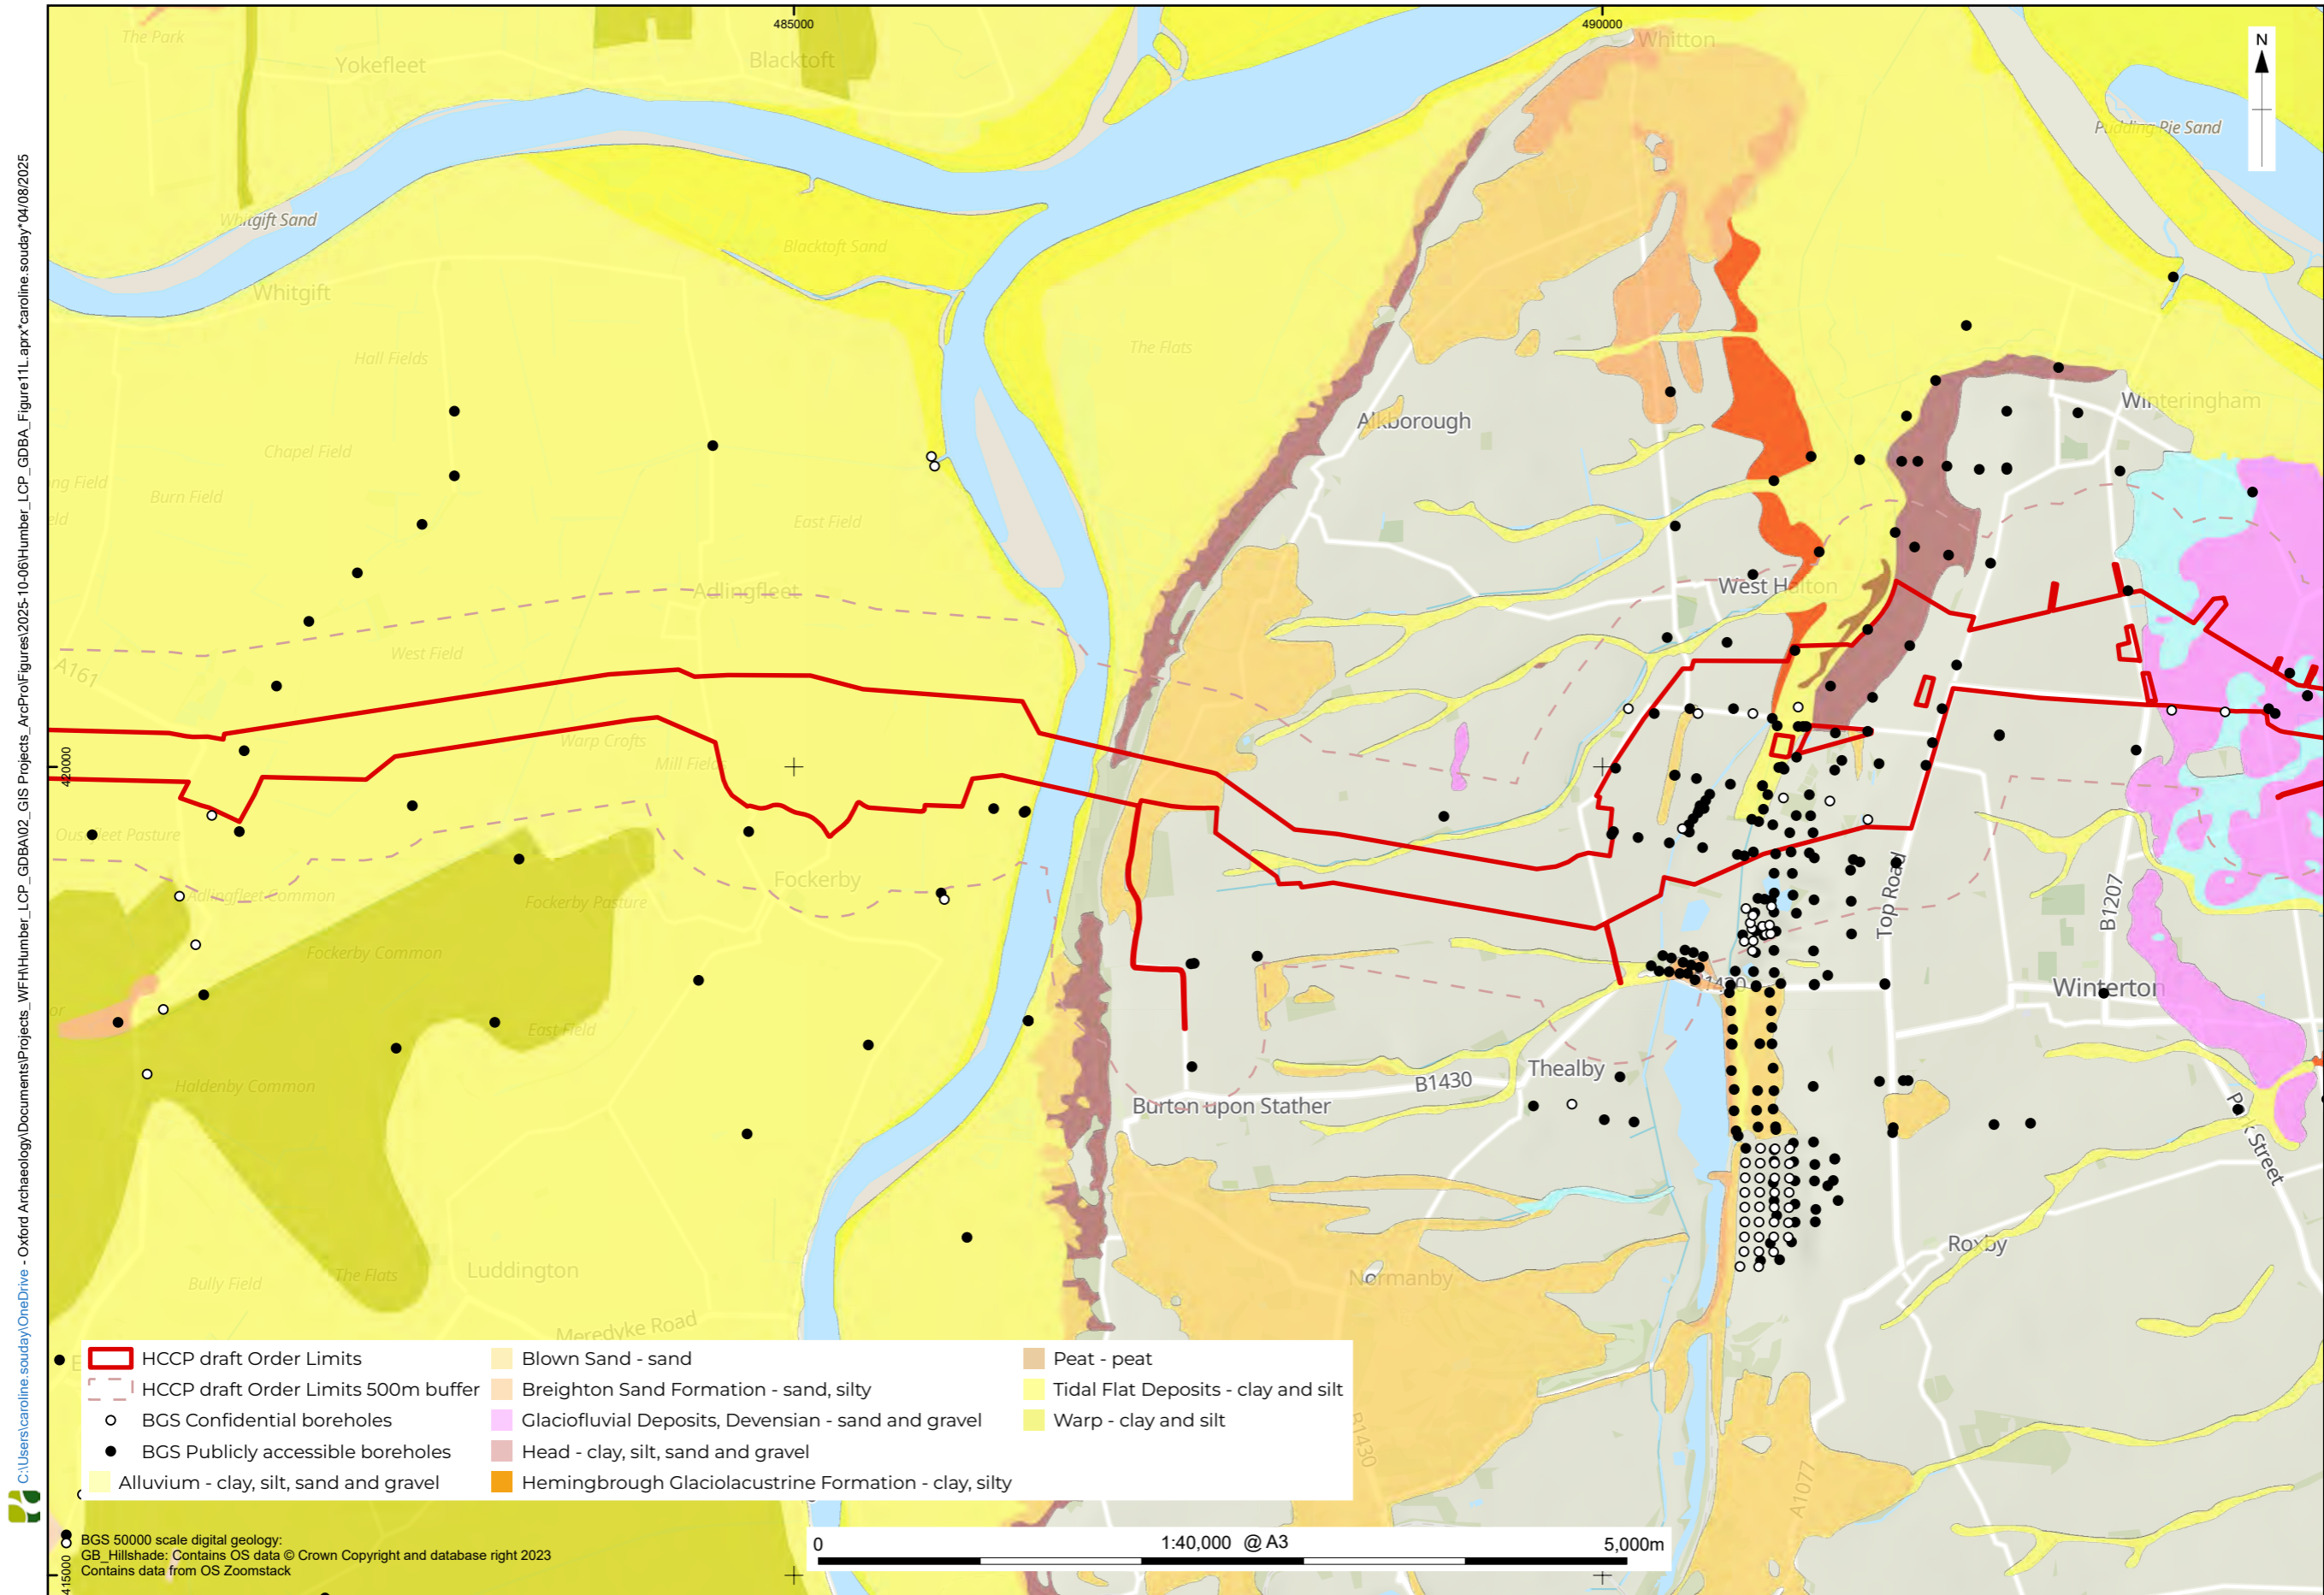 485000
490000
The Park
Yokefleet
Blacktoft
Whitton
N
Pudding Pie Sand
Whitgift Sand
Blacktoft Sand
Whitgift
Hall Fields
The Flats
Alkborough
Winteringham
Chapel Field
Burn Field
East Field
Adlingfleet
West Halton
West Field
A161
Warp Crofts
Mill Field
420000
Ousefleet Pasture
Fockerby
Adlingfleet Common
Fockerby Pasture
Top Road
B1207
Fockerby Common
B1430
Winterton
East Field
Thealby
B1430
Haldenby Common
Burton upon Stather
Park Street
Roxby
Bully Field
The Flats
Luddington
Normanby
Meredyke Road
B1430
A1077
HCCP draft Order Limits
HCCP draft Order Limits 500m buffer
BGS Confidential boreholes
BGS Publicly accessible boreholes
Alluvium - clay, silt, sand and gravel
Blown Sand - sand
Breighton Sand Formation - sand, silty
Glaciofluvial Deposits, Devensian - sand and gravel
Head - clay, silt, sand and gravel
Hemingbrough Glaciolacustrine Formation - clay, silty
Peat - peat
Tidal Flat Deposits - clay and silt
Warp - clay and silt
BGS 50000 scale digital geology:
GB_Hillshade: Contains OS data © Crown Copyright and database right 2023
Contains data from OS Zoomstack
415000
0 1:40,000 @ A3 5,000m
C:\Users\caroline.souday\OneDrive - Oxford Archaeology\Documents\Projects_WFH\Humber_LCP_GDBA\02_GIS Projects_ArcPro\Figures\2025-10-06\Humber_LCP_GDBA_Figure11L.aprx*caroline.souday*04/08/2025